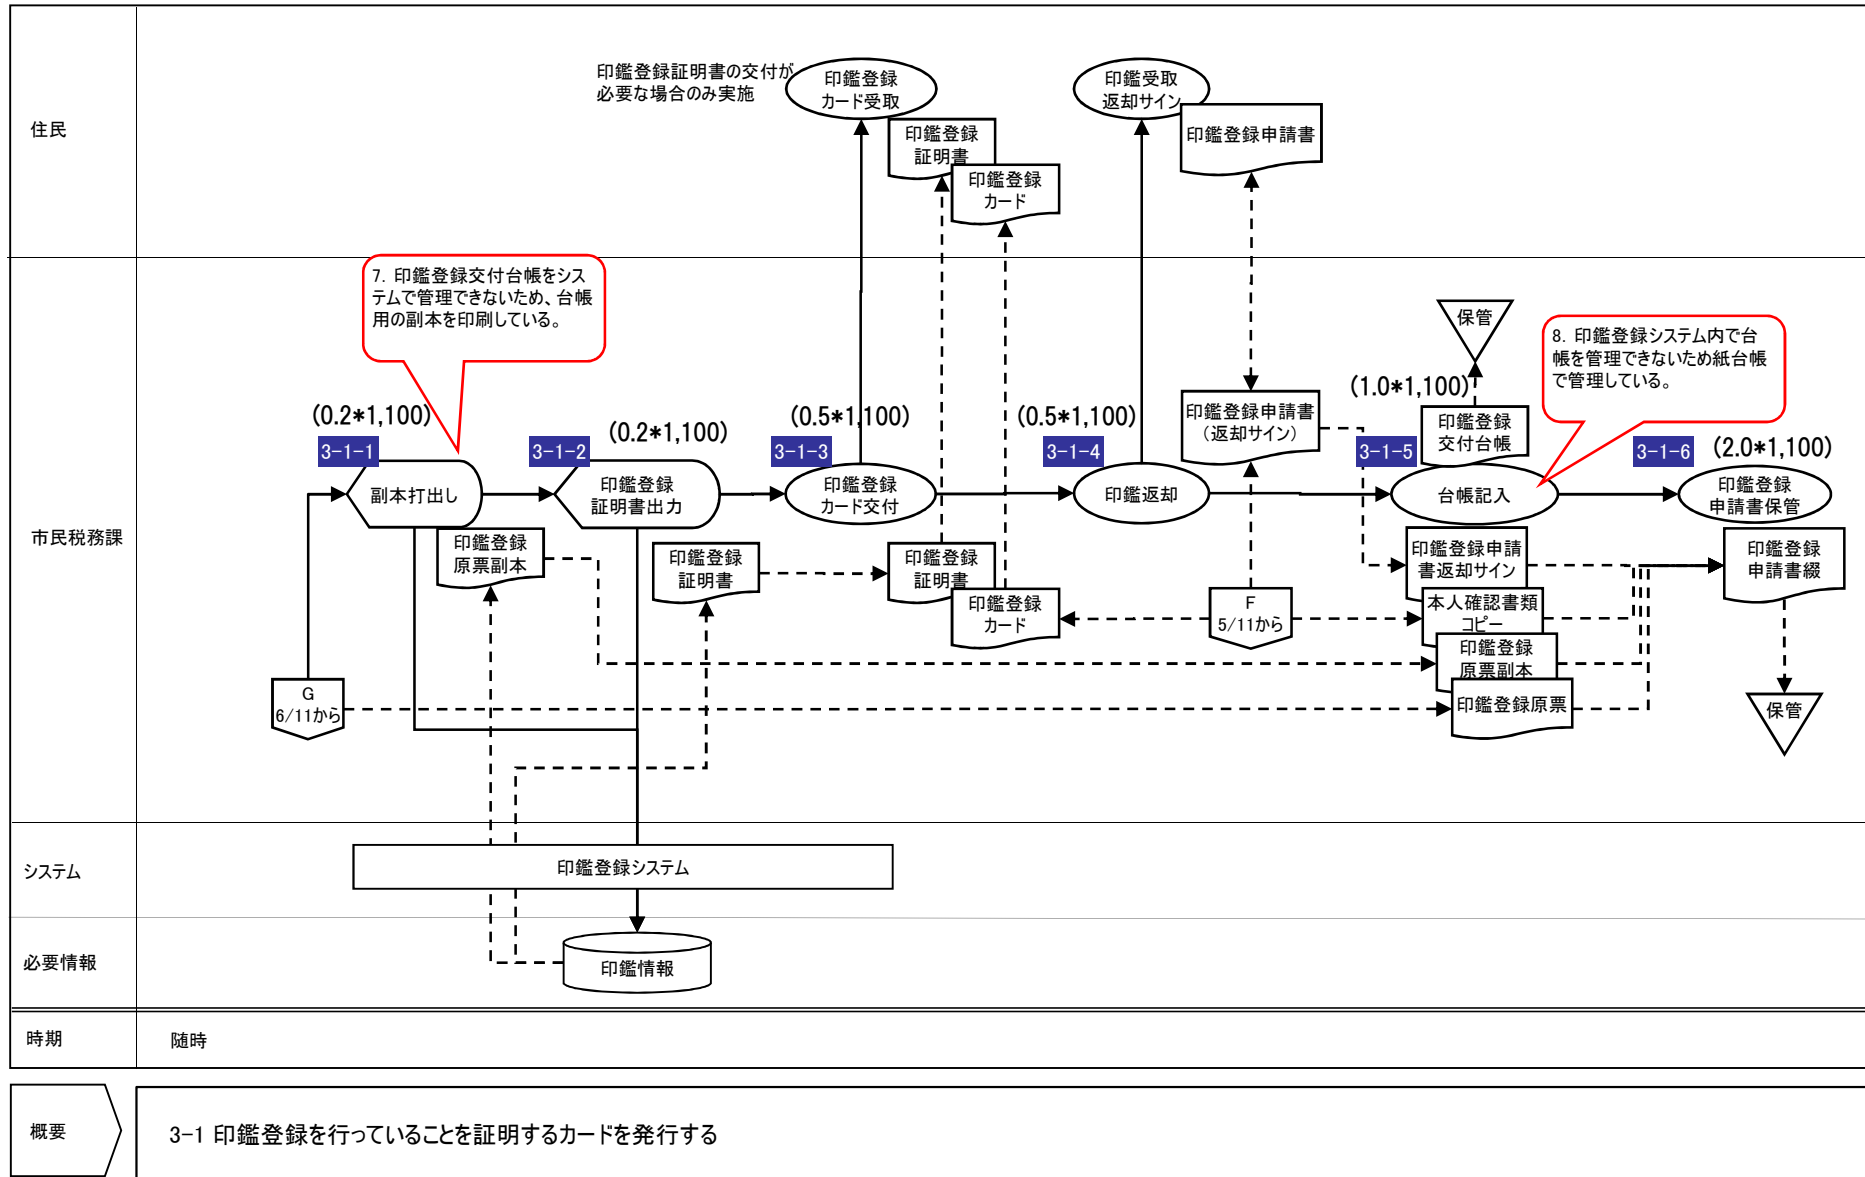 住民
印鑑登録証明書の交付が
必要な場合のみ実施
印鑑登録
カード受取
印鑑登録
証明書
印鑑登録
カード
印鑑受取
返却サイン
印鑑登録申請書
市民税務課
7. 印鑑登録交付台帳をシス
テムで管理できないため、台帳
用の副本を印刷している。
保管
8. 印鑑登録システム内で台
帳を管理できないため紙台帳
で管理している。
(0.2*1,100)
3-1-1
副本打出し
3-1-2
(0.2*1,100)
印鑑登録
証明書出力
(0.5*1,100)
3-1-3
印鑑登録
カード交付
(0.5*1,100)
3-1-4
印鑑返却
印鑑登録申請書
(返却サイン)
(1.0*1,100)
印鑑登録
交付台帳
3-1-5
台帳記入
3-1-6
(2.0*1,100)
印鑑登録
申請書保管
印鑑登録
原票副本
印鑑登録
証明書
印鑑登録
証明書
印鑑登録
カード
F
5/11から
印鑑登録申請
書返却サイン
本人確認書類
コピー
印鑑登録
原票副本
印鑑登録原票
印鑑登録
申請書綴
保管
G
6/11から
システム
印鑑登録システム
必要情報
印鑑情報
時期
随時
概要
3-1 印鑑登録を行っていることを証明するカードを発行する